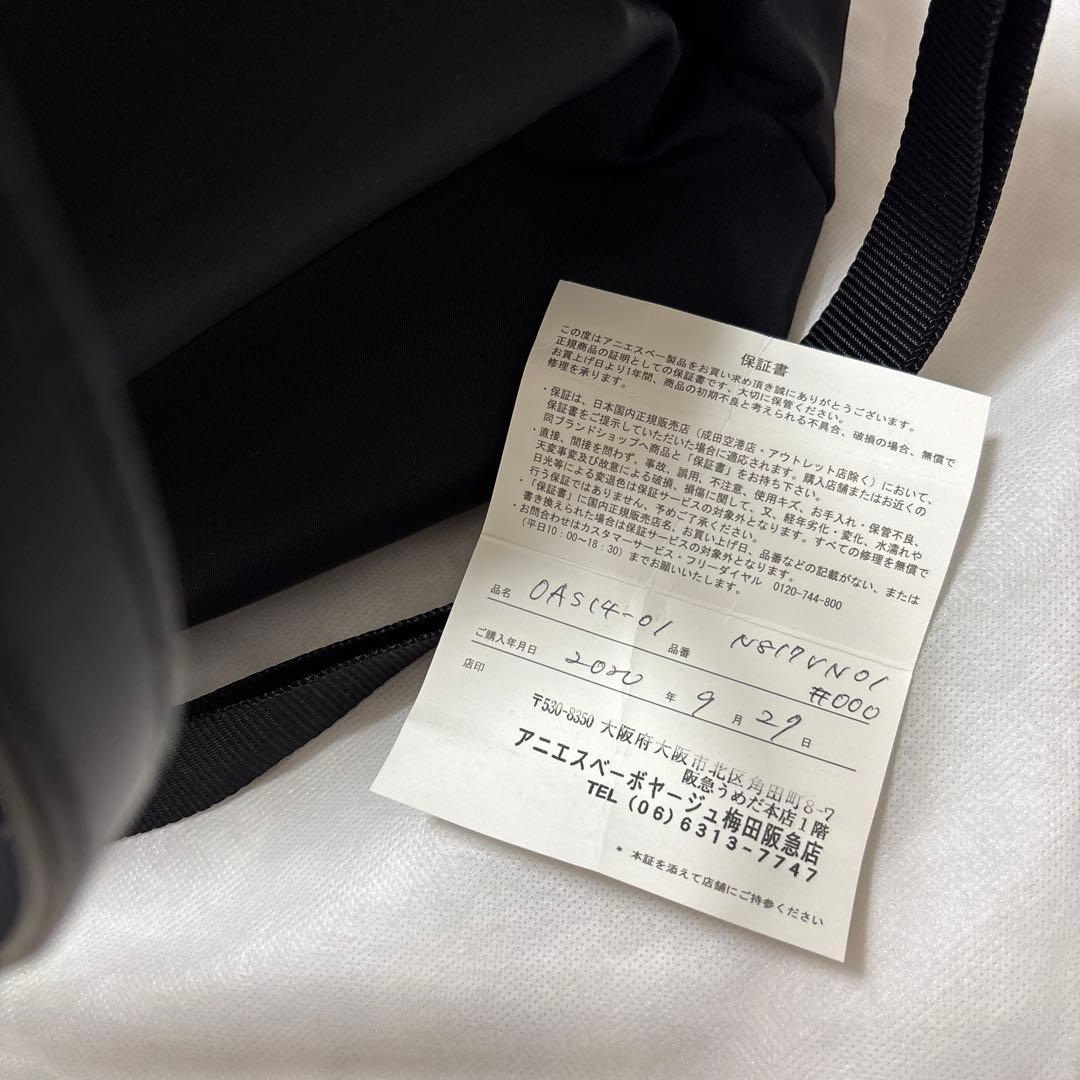 保証書
この度はアニエスベー製品をお買い求め頂き誠にありがとうございます。
正規商品の証明としての保証書です、大切に保管ください。
お買上げ日より1年間、商品の初期不良と考えられる不具合、破損の場合、無償で
修理を承ります。
・保証は、日本国内正規販売店（成田空港店・アウトレット店除く）において、
保証書をご提示していただいた場合に適応されます。購入店舗またはお近くの
同ブランドショップへ商品と「保証書」をお持ち下さい。
・直接、間接を問わず、事故、誤用、不注意、使用キズ、お手入れ・保管不良、
天変事変及び故意による破損、損傷に関して、又、経年劣化・変化、水濡れや
日光等による変退色は保証サービスの対象外となります。すべての修理を無償で
行う保証ではありません、予めご了承ください。
・「保証書」に国内正規販売店名、お買い上げ日、品番などの記載がない、または
書き換えられた場合は保証サービスの対象外となります。
・お問合わせはカスタマーサービス・フリーダイヤル 0120-744-800
（平日10：00〜18：30）までお願いいたします。
品名 OAS14-01 品番 N817VN01
#000
ご購入年月日 2020 年 9 月 29 日
店印
〒530-8350 大阪府大阪市北区角田町8-7
阪急うめだ本店1階
アニエスベーボヤージュ梅田阪急店
TEL (06) 6313-7747
* 本証を添えて店舗にご持参ください